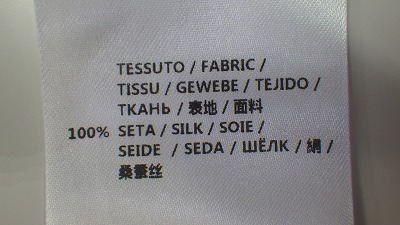 TESSUTO / FABRIC /
TISSU / GEWEBE / TEJIDO /
ТКАНЬ / 表地 / 面料
100% SETA / SILK / SOIE /
SEIDE / SEDA / ШЁЛК / 絹 /
桑蚕丝